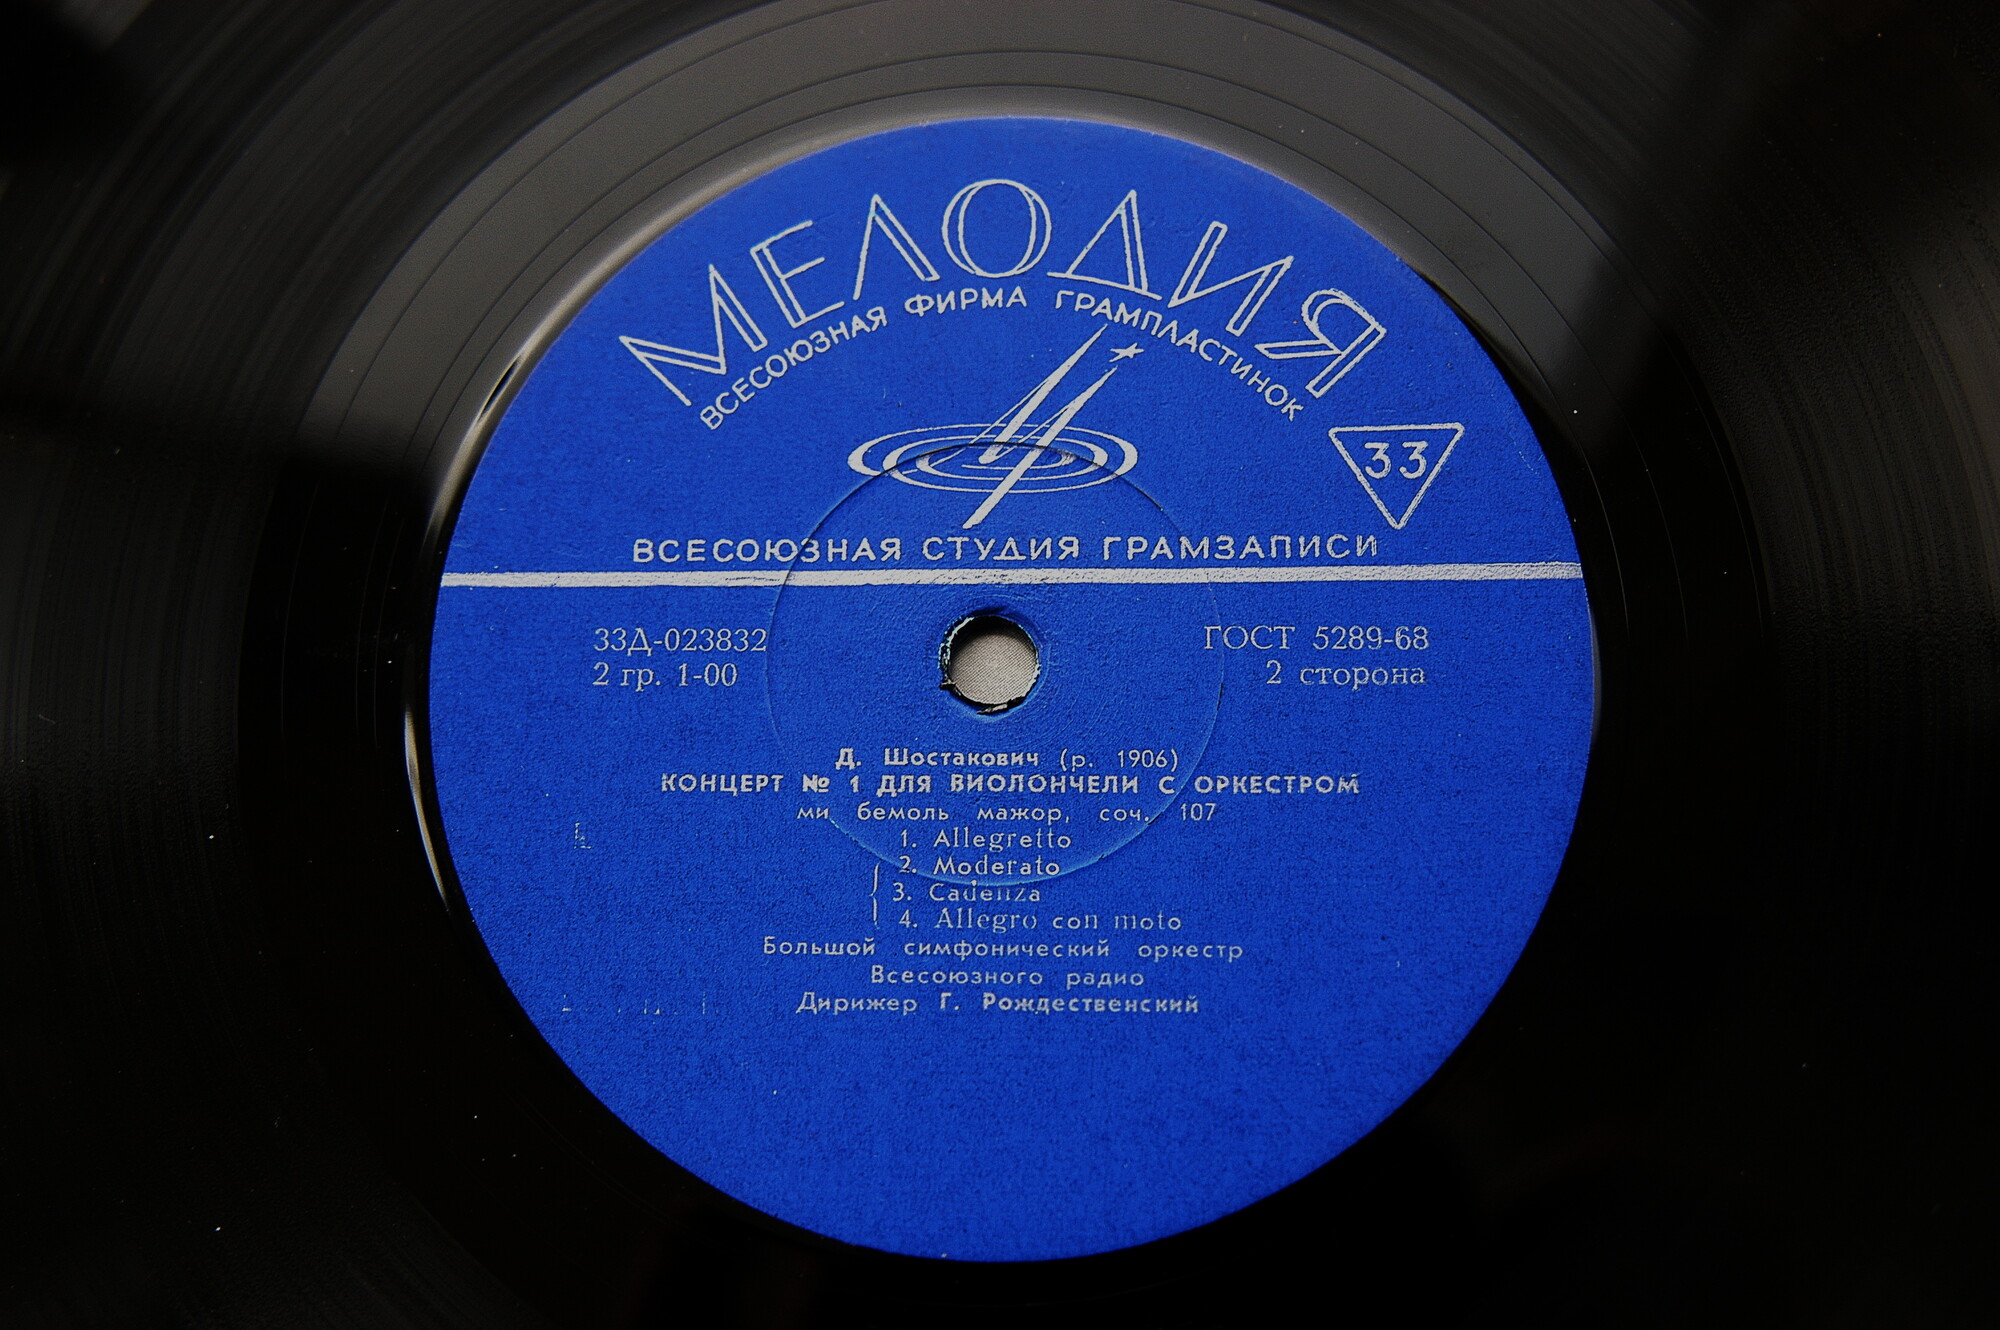 МЕЛОДИЯ
ВСЕСОЮЗНАЯ ФИРМА ГРАМПЛАСТИНОК
33
ВСЕСОЮЗНАЯ СТУДИЯ ГРАМЗАПИСИ
33Д-023832
2 гр. 1-00
ГОСТ 5289-68
2 сторона
Д. Шостакович (р. 1906)
КОНЦЕРТ № 1 ДЛЯ ВИОЛОНЧЕЛИ С ОРКЕСТРОМ
ми бемоль мажор, соч. 107
1. Allegretto
2. Moderato
3. Cadenza
4. Allegro con moto
Большой симфонический оркестр
Всесоюзного радио
Дирижер Г. Рождественский